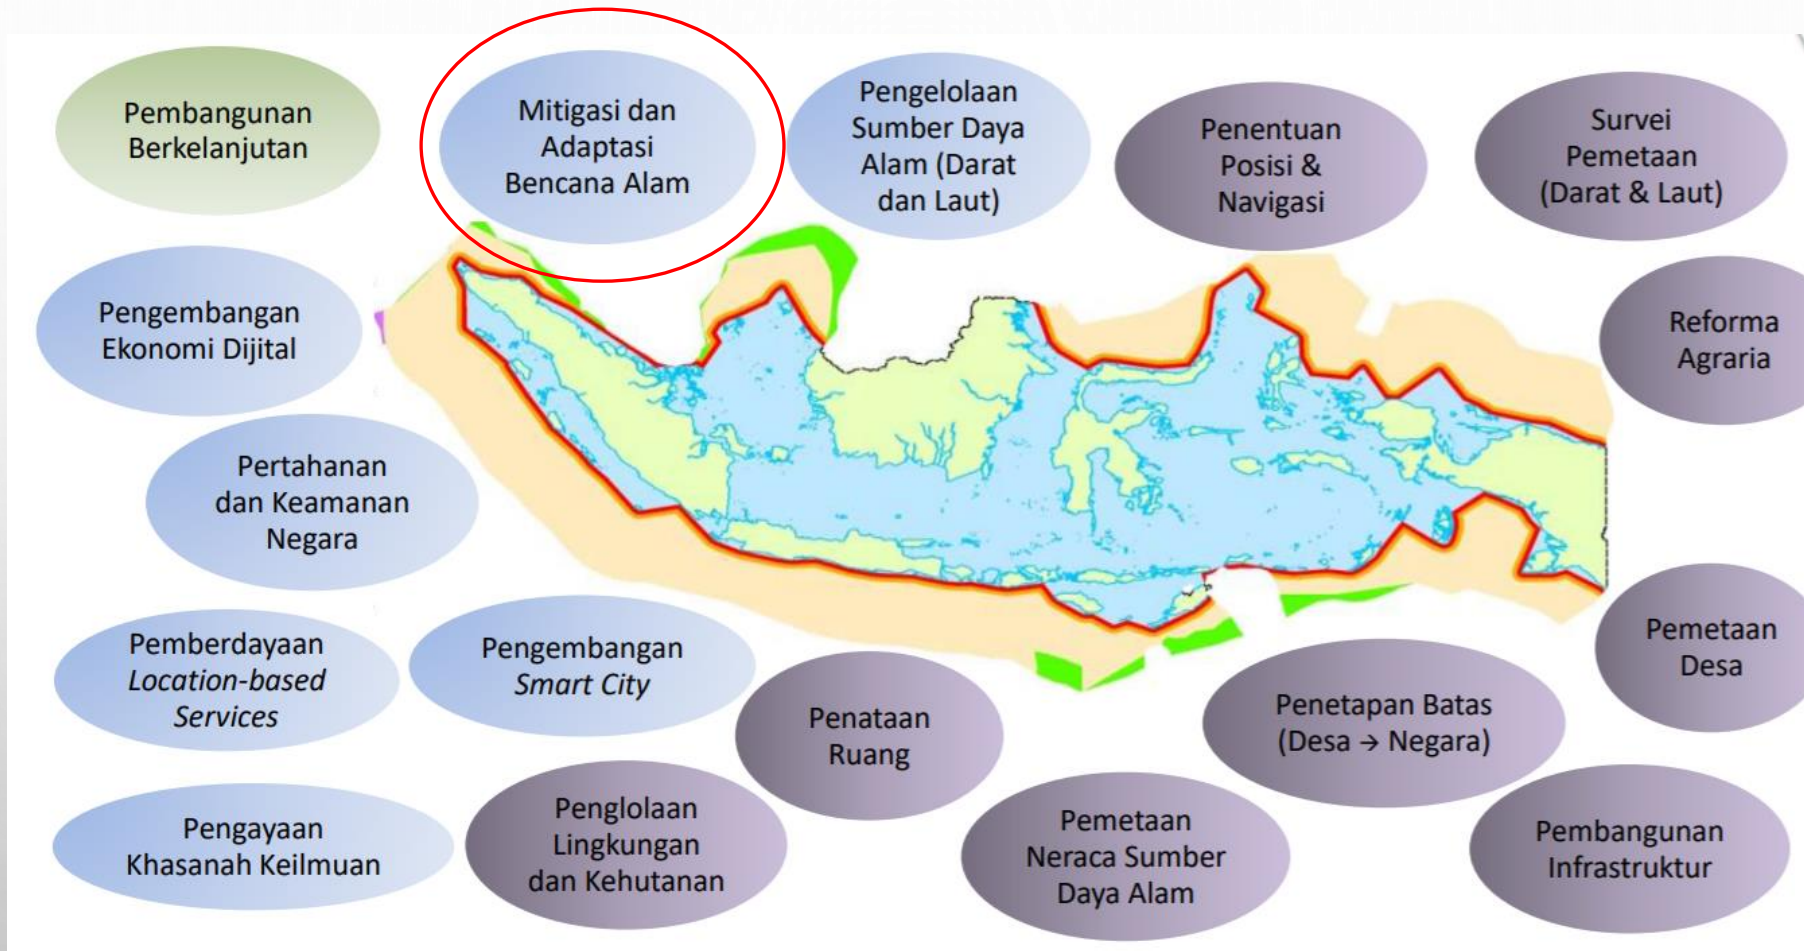 Pembangunan
Berkelanjutan
Mitigasi dan
Adaptasi
Bencana Alam
Pengelolaan
Sumber Daya
Alam (Darat
dan Laut)
Penentuan
Posisi &
Navigasi
Survei
Pemetaan
(Darat & Laut)
Pengembangan
Ekonomi Dijital
Reforma
Agraria
Pertahanan
dan Keamanan
Negara
Pemberdayaan
Location-based
Services
Pengembangan
Smart City
Penataan
Ruang
Penetapan Batas
(Desa → Negara)
Pemetaan
Desa
Pengayaan
Khasanah Keilmuan
Penglolaan
Lingkungan
dan Kehutanan
Pemetaan
Neraca Sumber
Daya Alam
Pembangunan
Infrastruktur